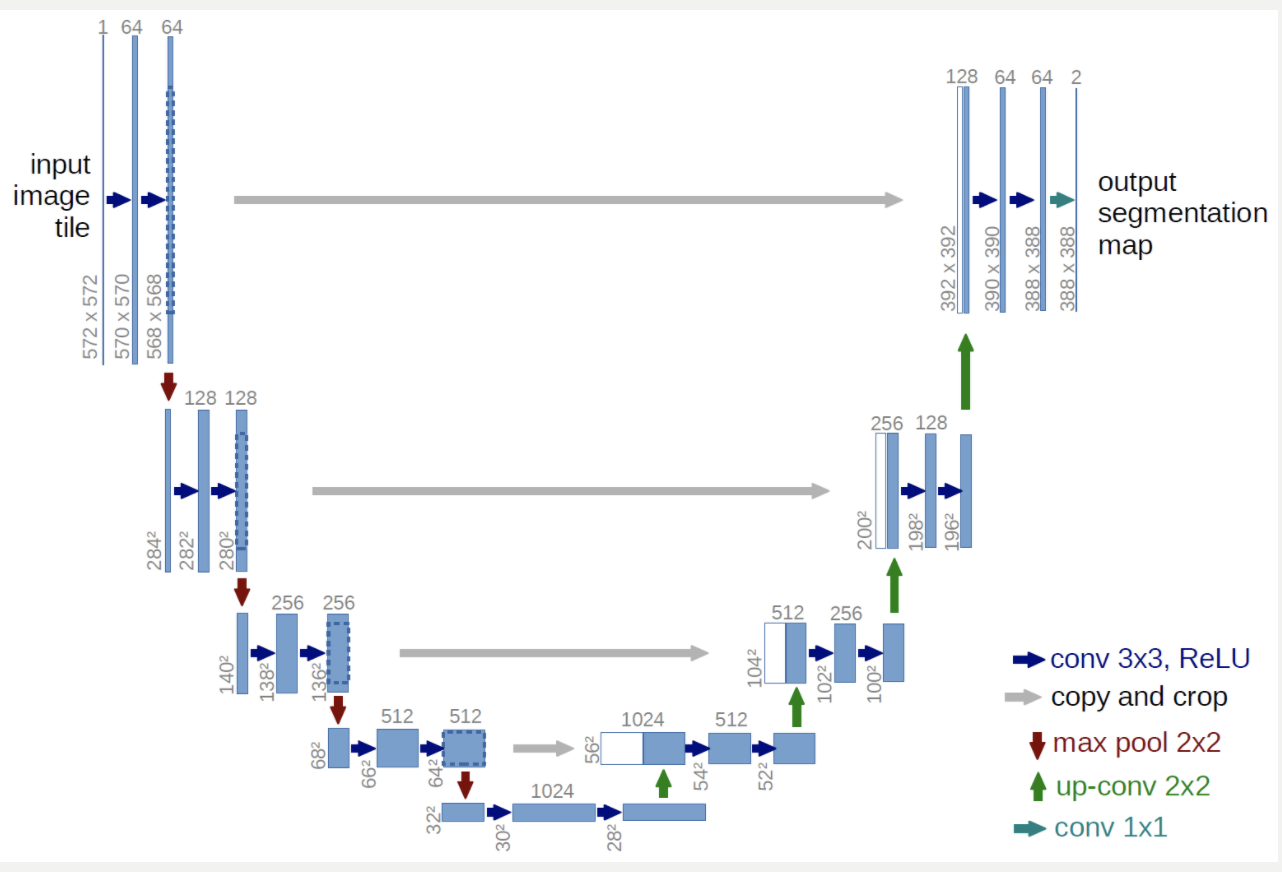 1 64 64
128 64 64 2
input
image
tile
output
segmentation
map
572 x 572
570 x 570
568 x 568
392 x 392
390 x 390
388 x 388
388 x 388
128 128
256 128
284²
282²
280²
200²
198²
196²
256 256
512 256
140²
138²
136²
104²
102²
100²
512 512
1024 512
68²
66²
64²
56²
54²
52²
1024
32²
30²
28²
conv 3x3, ReLU
copy and crop
max pool 2x2
up-conv 2x2
conv 1x1